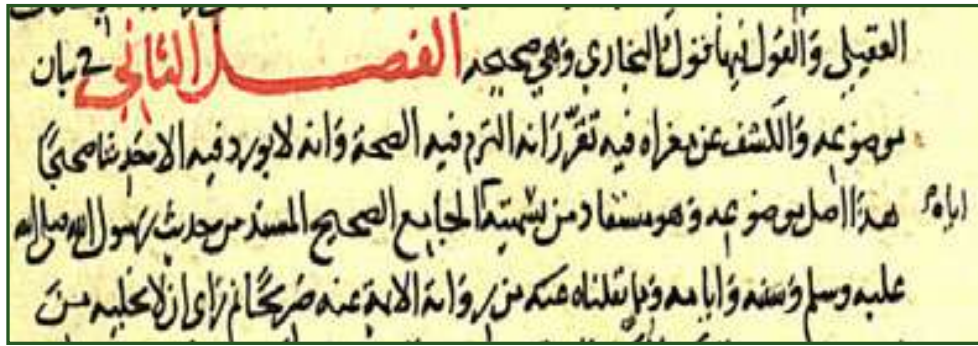 العقيلي والقول فيها قول البخاري وهي صحيحة الفصل الثاني في بيان
موضوعه والكشف عن مغزاه فيه تقرر انه التزم فيه الصحة وانه لا يورد فيه الا حديثا صحيحا
هذا اصل موضوعه وهو مستفاد من تسميته اياه الجامع الصحيح المسند من حديث رسول الله صلى الله
عليه وسلم وسننه وايامه ومما نقلناه عنه من رواية الايمة عنه صريحا ثم راى ان لا يخليه من